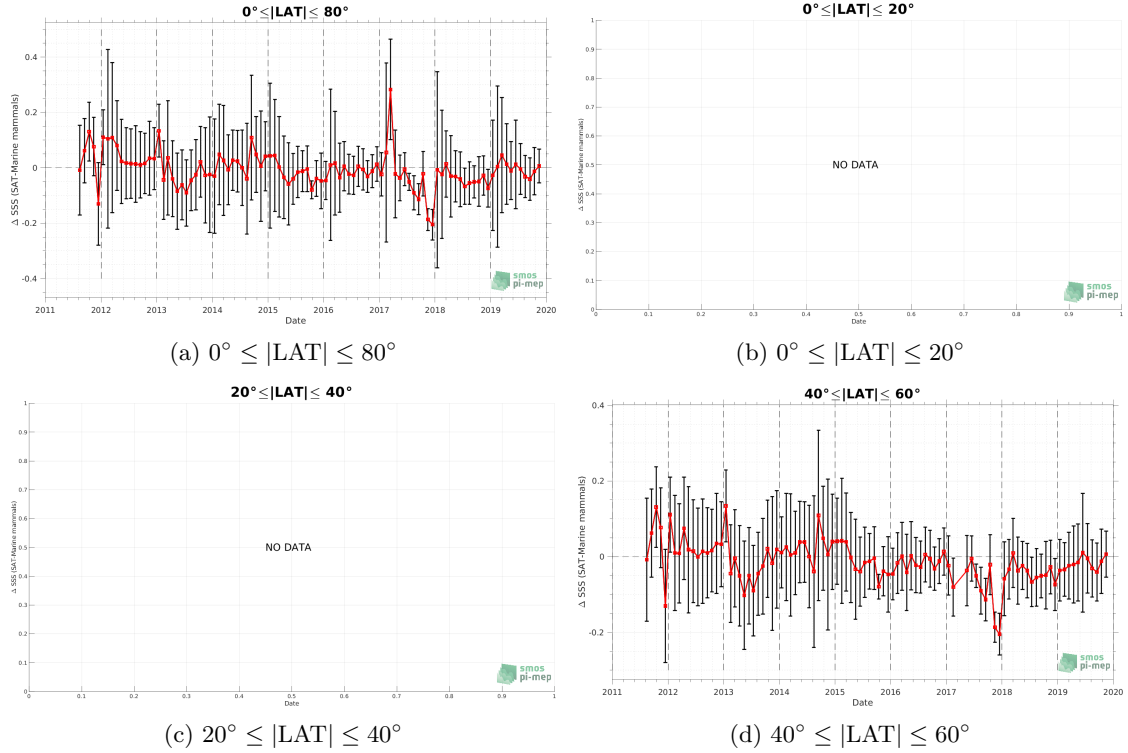 0°≤|LAT|≤ 80°
Δ SSS (SAT-Marine mammals)
0.4
0.2
0
-0.2
-0.4
2011 2012 2013 2014 2015 2016 2017 2018 2019 2020
Date
smos
pi-mep
(a) 0° ≤ |LAT| ≤ 80°
0°≤|LAT|≤ 20°
Δ SSS (SAT-Marine mammals)
1
0.9
0.8
0.7
0.6
0.5
0.4
0.3
0.2
0.1
0
NO DATA
0 0.1 0.2 0.3 0.4 0.5 0.6 0.7 0.8 0.9 1
Date
smos
pi-mep
(b) 0° ≤ |LAT| ≤ 20°
20°≤|LAT|≤ 40°
Δ SSS (SAT-Marine mammals)
1
0.9
0.8
0.7
0.6
0.5
0.4
0.3
0.2
0.1
0
NO DATA
0 0.1 0.2 0.3 0.4 0.5 0.6 0.7 0.8 0.9 1
Date
smos
pi-mep
(c) 20° ≤ |LAT| ≤ 40°
40°≤|LAT|≤ 60°
Δ SSS (SAT-Marine mammals)
0.4
0.2
0
-0.2
2011 2012 2013 2014 2015 2016 2017 2018 2019 2020
Date
smos
pi-mep
(d) 40° ≤ |LAT| ≤ 60°